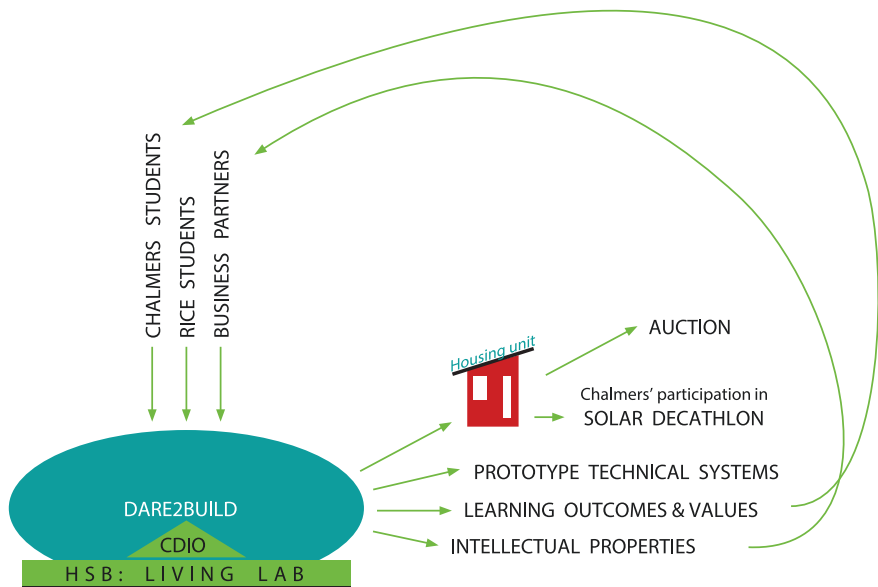 CHALMERS STUDENTS
RICE STUDENTS
BUSINESS PARTNERS
Housing unit
AUCTION
Chalmers’ participation in
SOLAR DECATHLON
PROTOTYPE TECHNICAL SYSTEMS
LEARNING OUTCOMES & VALUES
INTELLECTUAL PROPERTIES
DARE2BUILD
CDIO
HSB: LIVING LAB